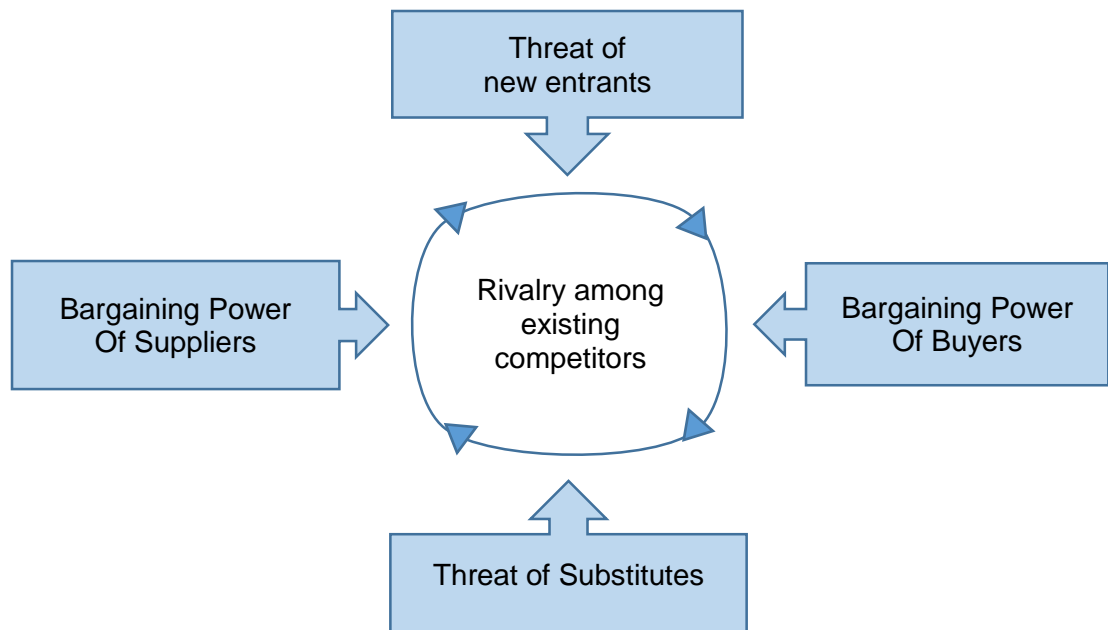 Threat of
new entrants
Bargaining Power
Of Suppliers
Rivalry among
existing
competitors
Bargaining Power
Of Buyers
Threat of Substitutes